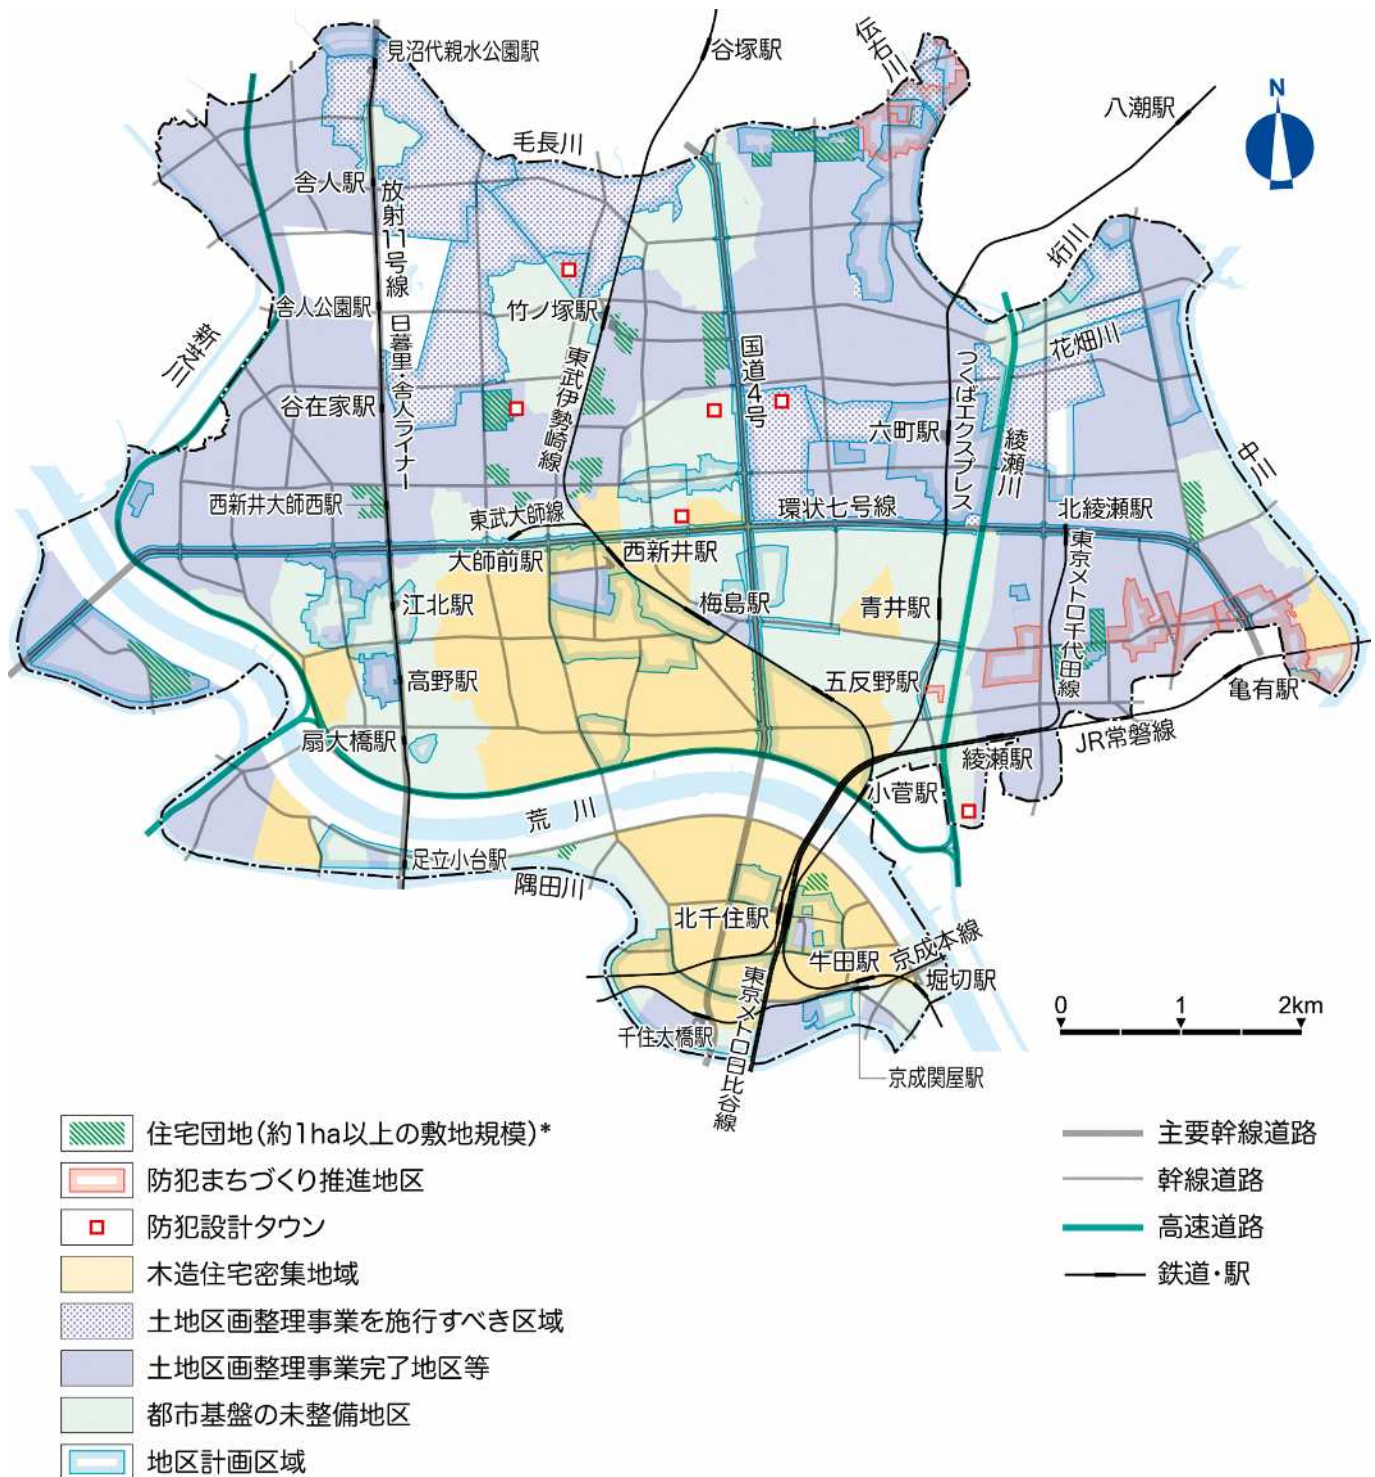 見沼代親水公園駅
谷塚駅
伝右川
八潮駅
N
毛長川
舎人駅
放射11号線
垳川
舎人公園駅
竹ノ塚駅
新芝川
日暮里・舎人ライナー
東武伊勢崎線
国道4号
つくばエクスプレス
花畑川
谷在家駅
六町駅
綾瀬川
中川
西新井大師西駅
東武大師線
環状七号線
北綾瀬駅
大師前駅
西新井駅
東京メトロ千代田線
江北駅
梅島駅
青井駅
高野駅
五反野駅
亀有駅
扇大橋駅
綾瀬駅
JR常磐線
小菅駅
荒川
足立小台駅
隅田川
北千住駅
牛田駅
京成本線
堀切駅
東京メトロ日比谷線
千住大橋駅
京成関屋駅
0 1 2km
住宅団地(約1ha以上の敷地規模)*
防犯まちづくり推進地区
防犯設計タウン
木造住宅密集地域
土地区画整理事業を施行すべき区域
土地区画整理事業完了地区等
都市基盤の未整備地区
地区計画区域
主要幹線道路
幹線道路
高速道路
鉄道・駅